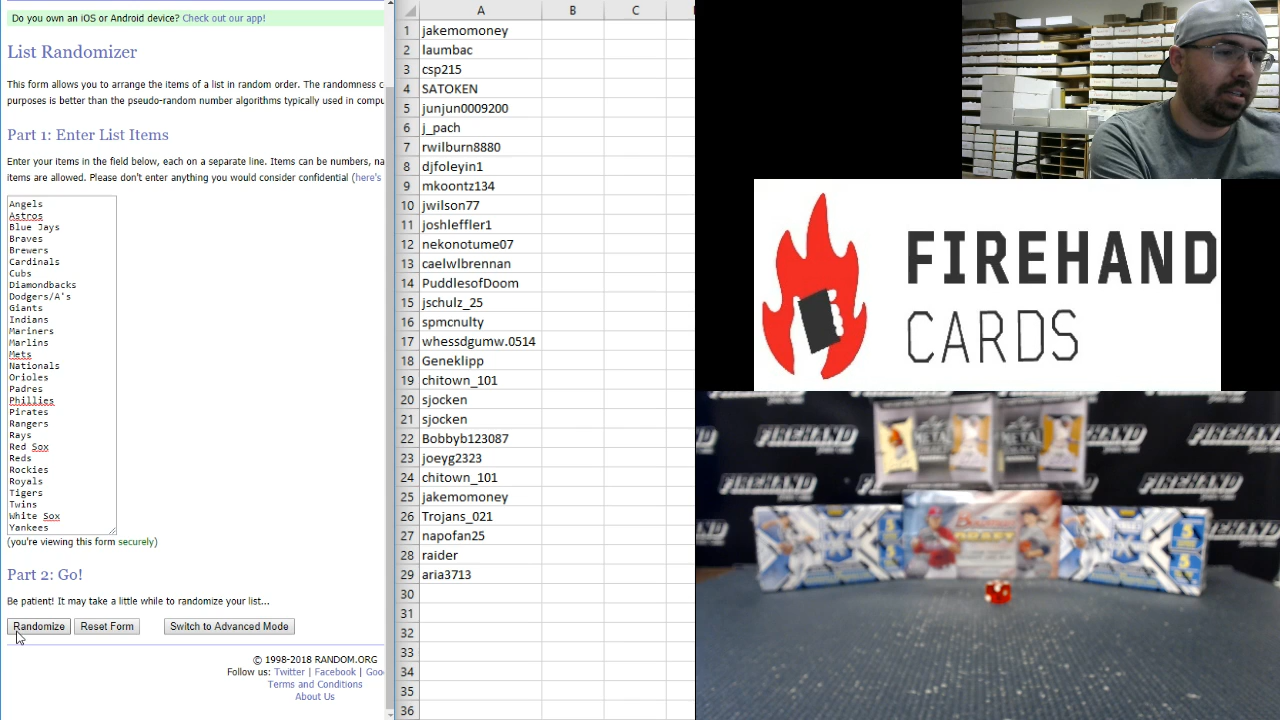 Do you own an iOS or Android device? Check out our app!
List Randomizer
This form allows you to arrange the items of a list in random order. The randomness c
purposes is better than the pseudo-random number algorithms typically used in compu
Part 1: Enter List Items
Enter your items in the field below, each on a separate line. Items can be numbers, na
items are allowed. Please don't enter anything you would consider confidential (here's
Angels
Astros
Blue Jays
Braves
Brewers
Cardinals
Cubs
Diamondbacks
Dodgers/A's
Giants
Indians
Mariners
Marlins
Mets
Nationals
Orioles
Padres
Phillies
Pirates
Rangers
Rays
Red Sox
Reds
Rockies
Royals
Tigers
Twins
White Sox
Yankees
(you're viewing this form securely)
Part 2: Go!
Be patient! It may take a little while to randomize your list...
Randomize Reset Form Switch to Advanced Mode
© 1998-2018 RANDOM.ORG
Follow us: Twitter | Facebook | Goo
Terms and Conditions
About Us
A B C
1 jakemomoney
2 laumbac
3 csp215
4 SATOKEN
5 junjun0009200
6 j_pach
7 rwilburn8880
8 djfoleyin1
9 mkoontz134
10 jwilson77
11 joshleffler1
12 nekonotume07
13 caelwlbrennan
14 PuddlesofDoom
15 jschulz_25
16 spmcnulty
17 whessdgumw.0514
18 Geneklipp
19 chitown_101
20 sjocken
21 sjocken
22 Bobbyb123087
23 joeyg2323
24 chitown_101
25 jakemomoney
26 Trojans_021
27 napofan25
28 raider
29 aria3713
30
31
32
33
34
35
36
FIREHAND
CARDS
FIREHAND
FIREHAND
METAL
DRAFT
METAL
Bowman
DRAFT